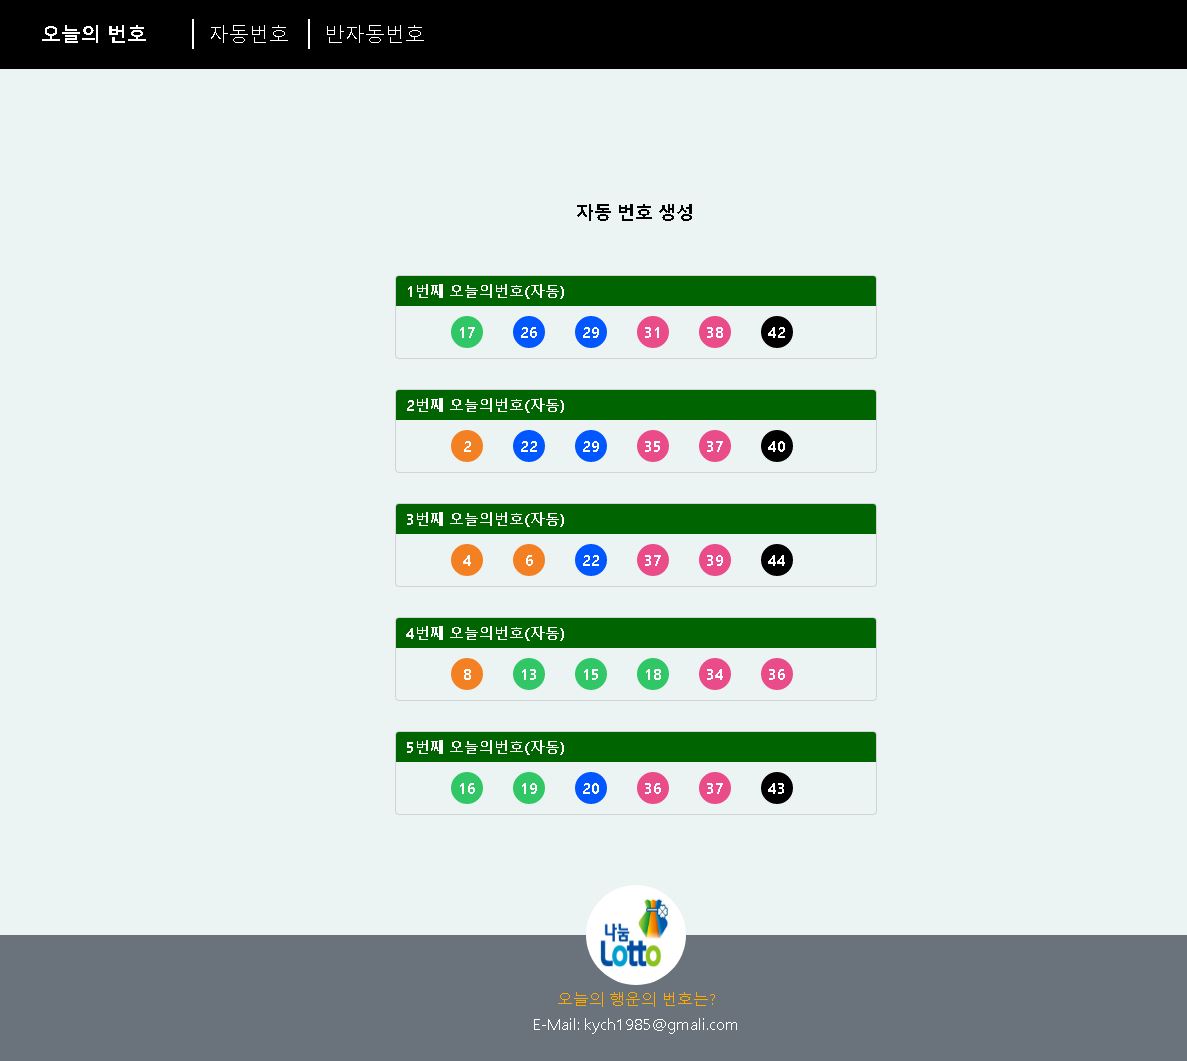 오늘의 번호 자동번호 반자동번호
자동 번호 생성
1번째 오늘의번호(자동)
17 26 29 31 38 42
2번째 오늘의번호(자동)
2 22 29 35 37 40
3번째 오늘의번호(자동)
4 6 22 37 39 44
4번째 오늘의번호(자동)
8 13 15 18 34 36
5번째 오늘의번호(자동)
16 19 20 36 37 43
나눔
Lotto
오늘의 행운의 번호는?
E-Mail: kych1985@gmali.com